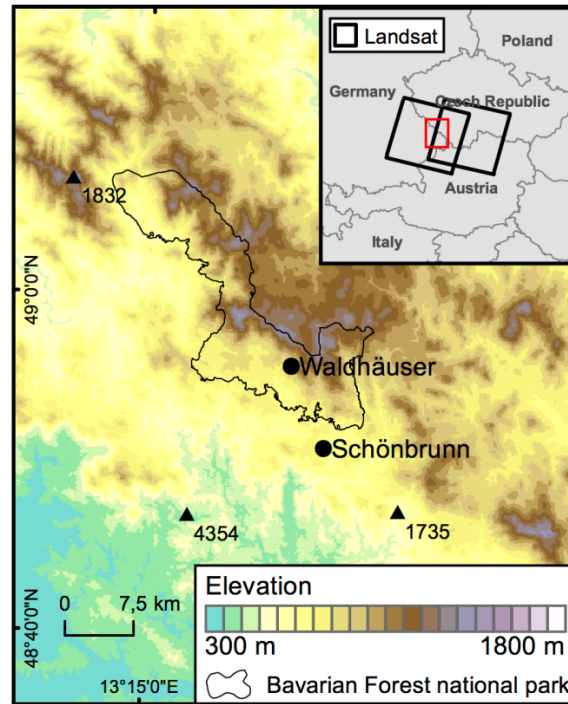 Landsat
Poland
Germany
Czech Republic
Austria
Italy
1832
49°0'0"N
Waldhäuser
Schönbrunn
4354
1735
Elevation
0 7,5 km
300 m 1800 m
48°40'0"N
Bavarian Forest national park
13°15'0"E